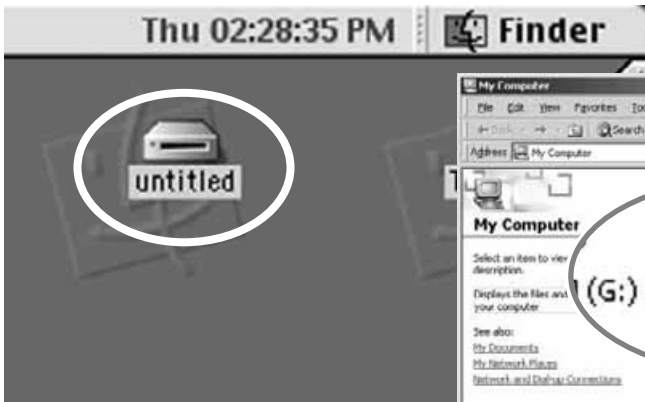 Thu 02:28:35 PM Finder
untitled
My Computer
File Edit View Favorites
Search
Address My Computer
My Computer
Select an item to view
description.
Displays the files and
your computer
(G:)
See also:
My Documents
My Network Places
Network and Dial-up Connections